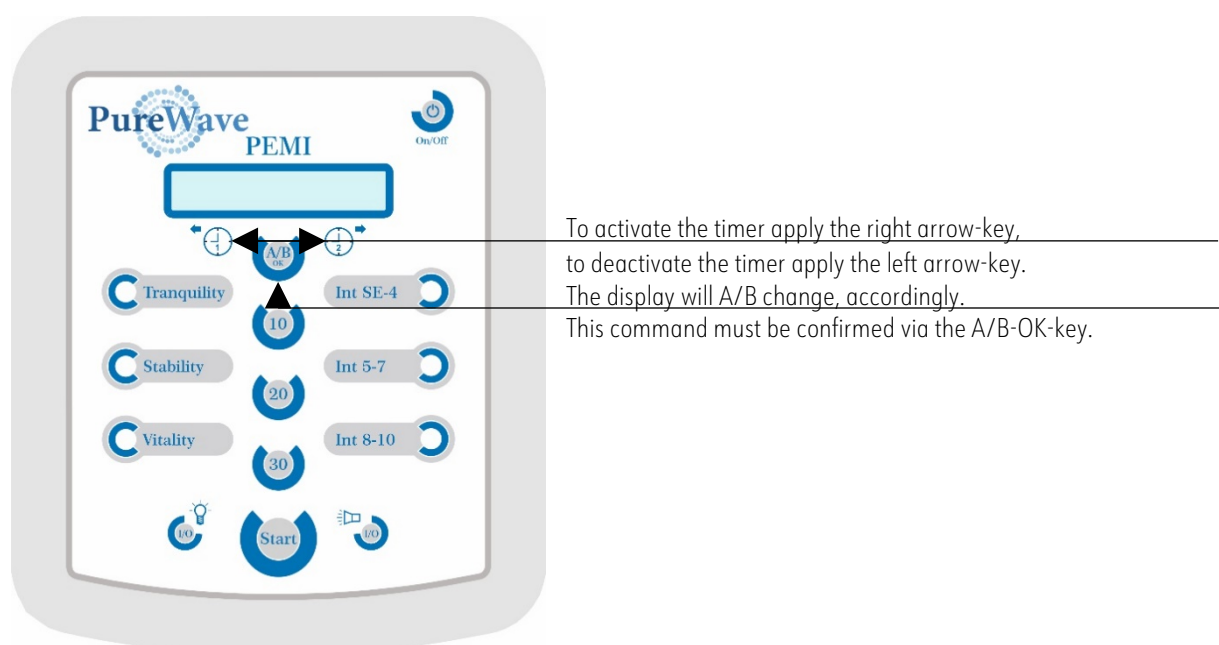 PureWave
PEMI
On/Off
1
A/B
OK
2
Tranquility
Int SE-4
10
Stability
Int 5-7
20
Vitality
Int 8-10
30
I/O
Start
I/O
To activate the timer apply the right arrow-key,
to deactivate the timer apply the left arrow-key.
The display will A/B change, accordingly.
This command must be confirmed via the A/B-OK-key.